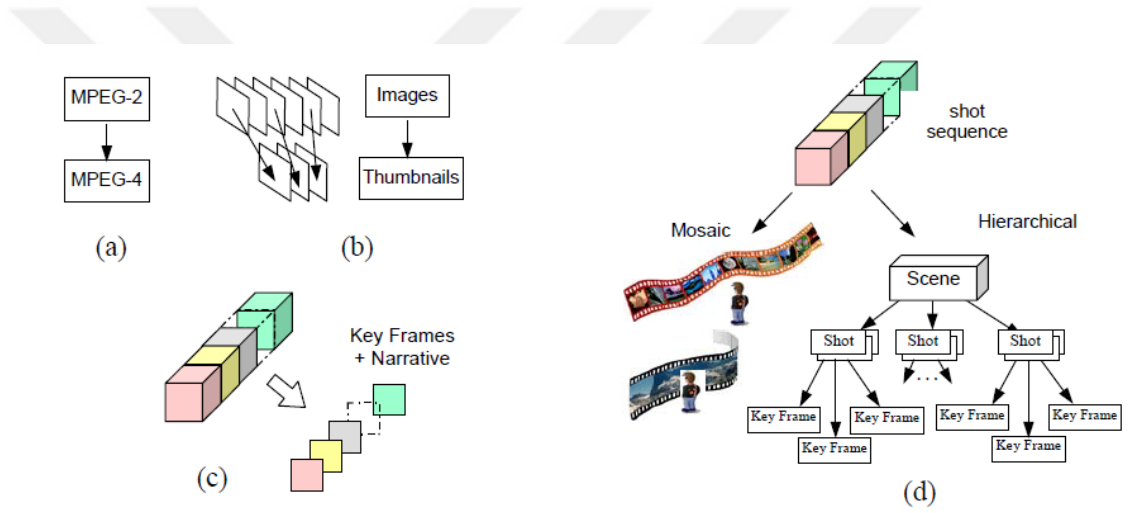 MPEG-2
MPEG-4
(a)
Images
Thumbnails
(b)
Key Frames
+ Narrative
(c)
shot
sequence
Mosaic
Hierarchical
Scene
Shot
Shot
Shot
...
Key Frame
Key Frame
Key Frame
Key Frame
Key Frame
Key Frame
(d)